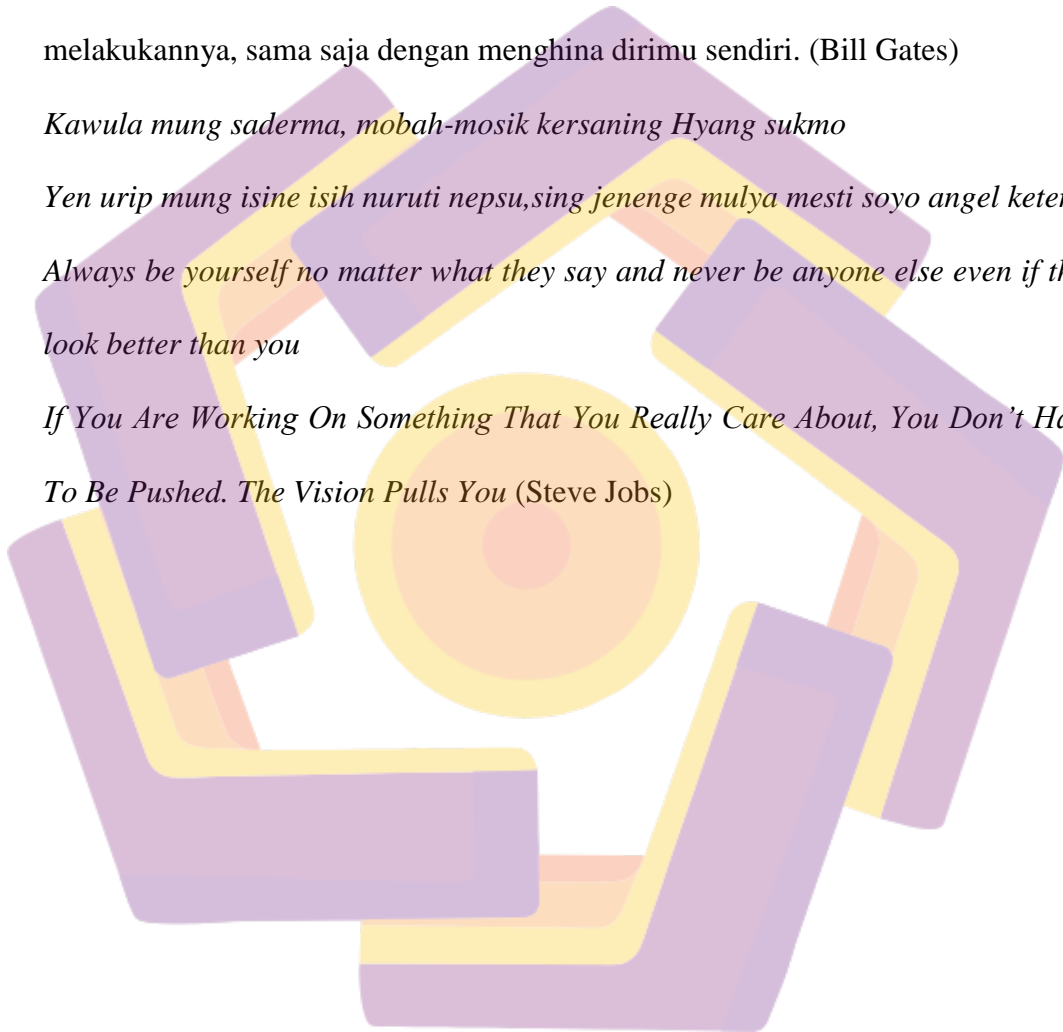 melakukannya, sama saja dengan menghina dirimu sendiri. (Bill Gates)
Kawula mung saderma, mobah-mosik kersaning Hyang sukmo
Yen urip mung isine isih nuruti nepsu,sing jenenge mulya mesti soyo angel
Always be yourself no matter what they say and never be anyone else even if
look better than you
If You Are Working On Something That You Really Care About, You Don’t
To Be Pushed. The Vision Pulls You (Steve Jobs)